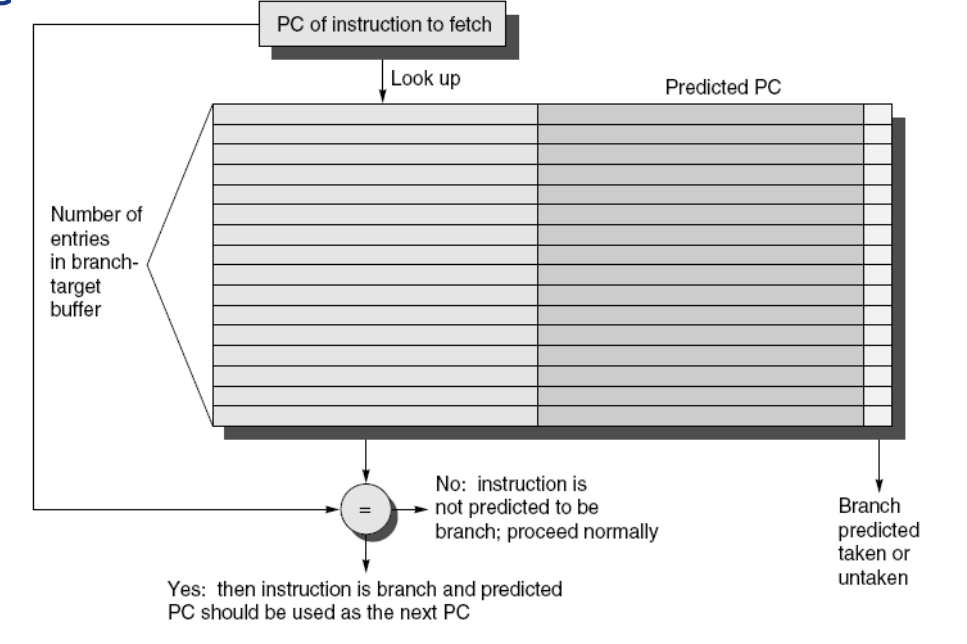 PC of instruction to fetch
Look up
Predicted PC
Number of
entries
in branch-
target
buffer
=
No: instruction is
not predicted to be
branch; proceed normally
Branch
predicted
taken or
untaken
Yes: then instruction is branch and predicted
PC should be used as the next PC